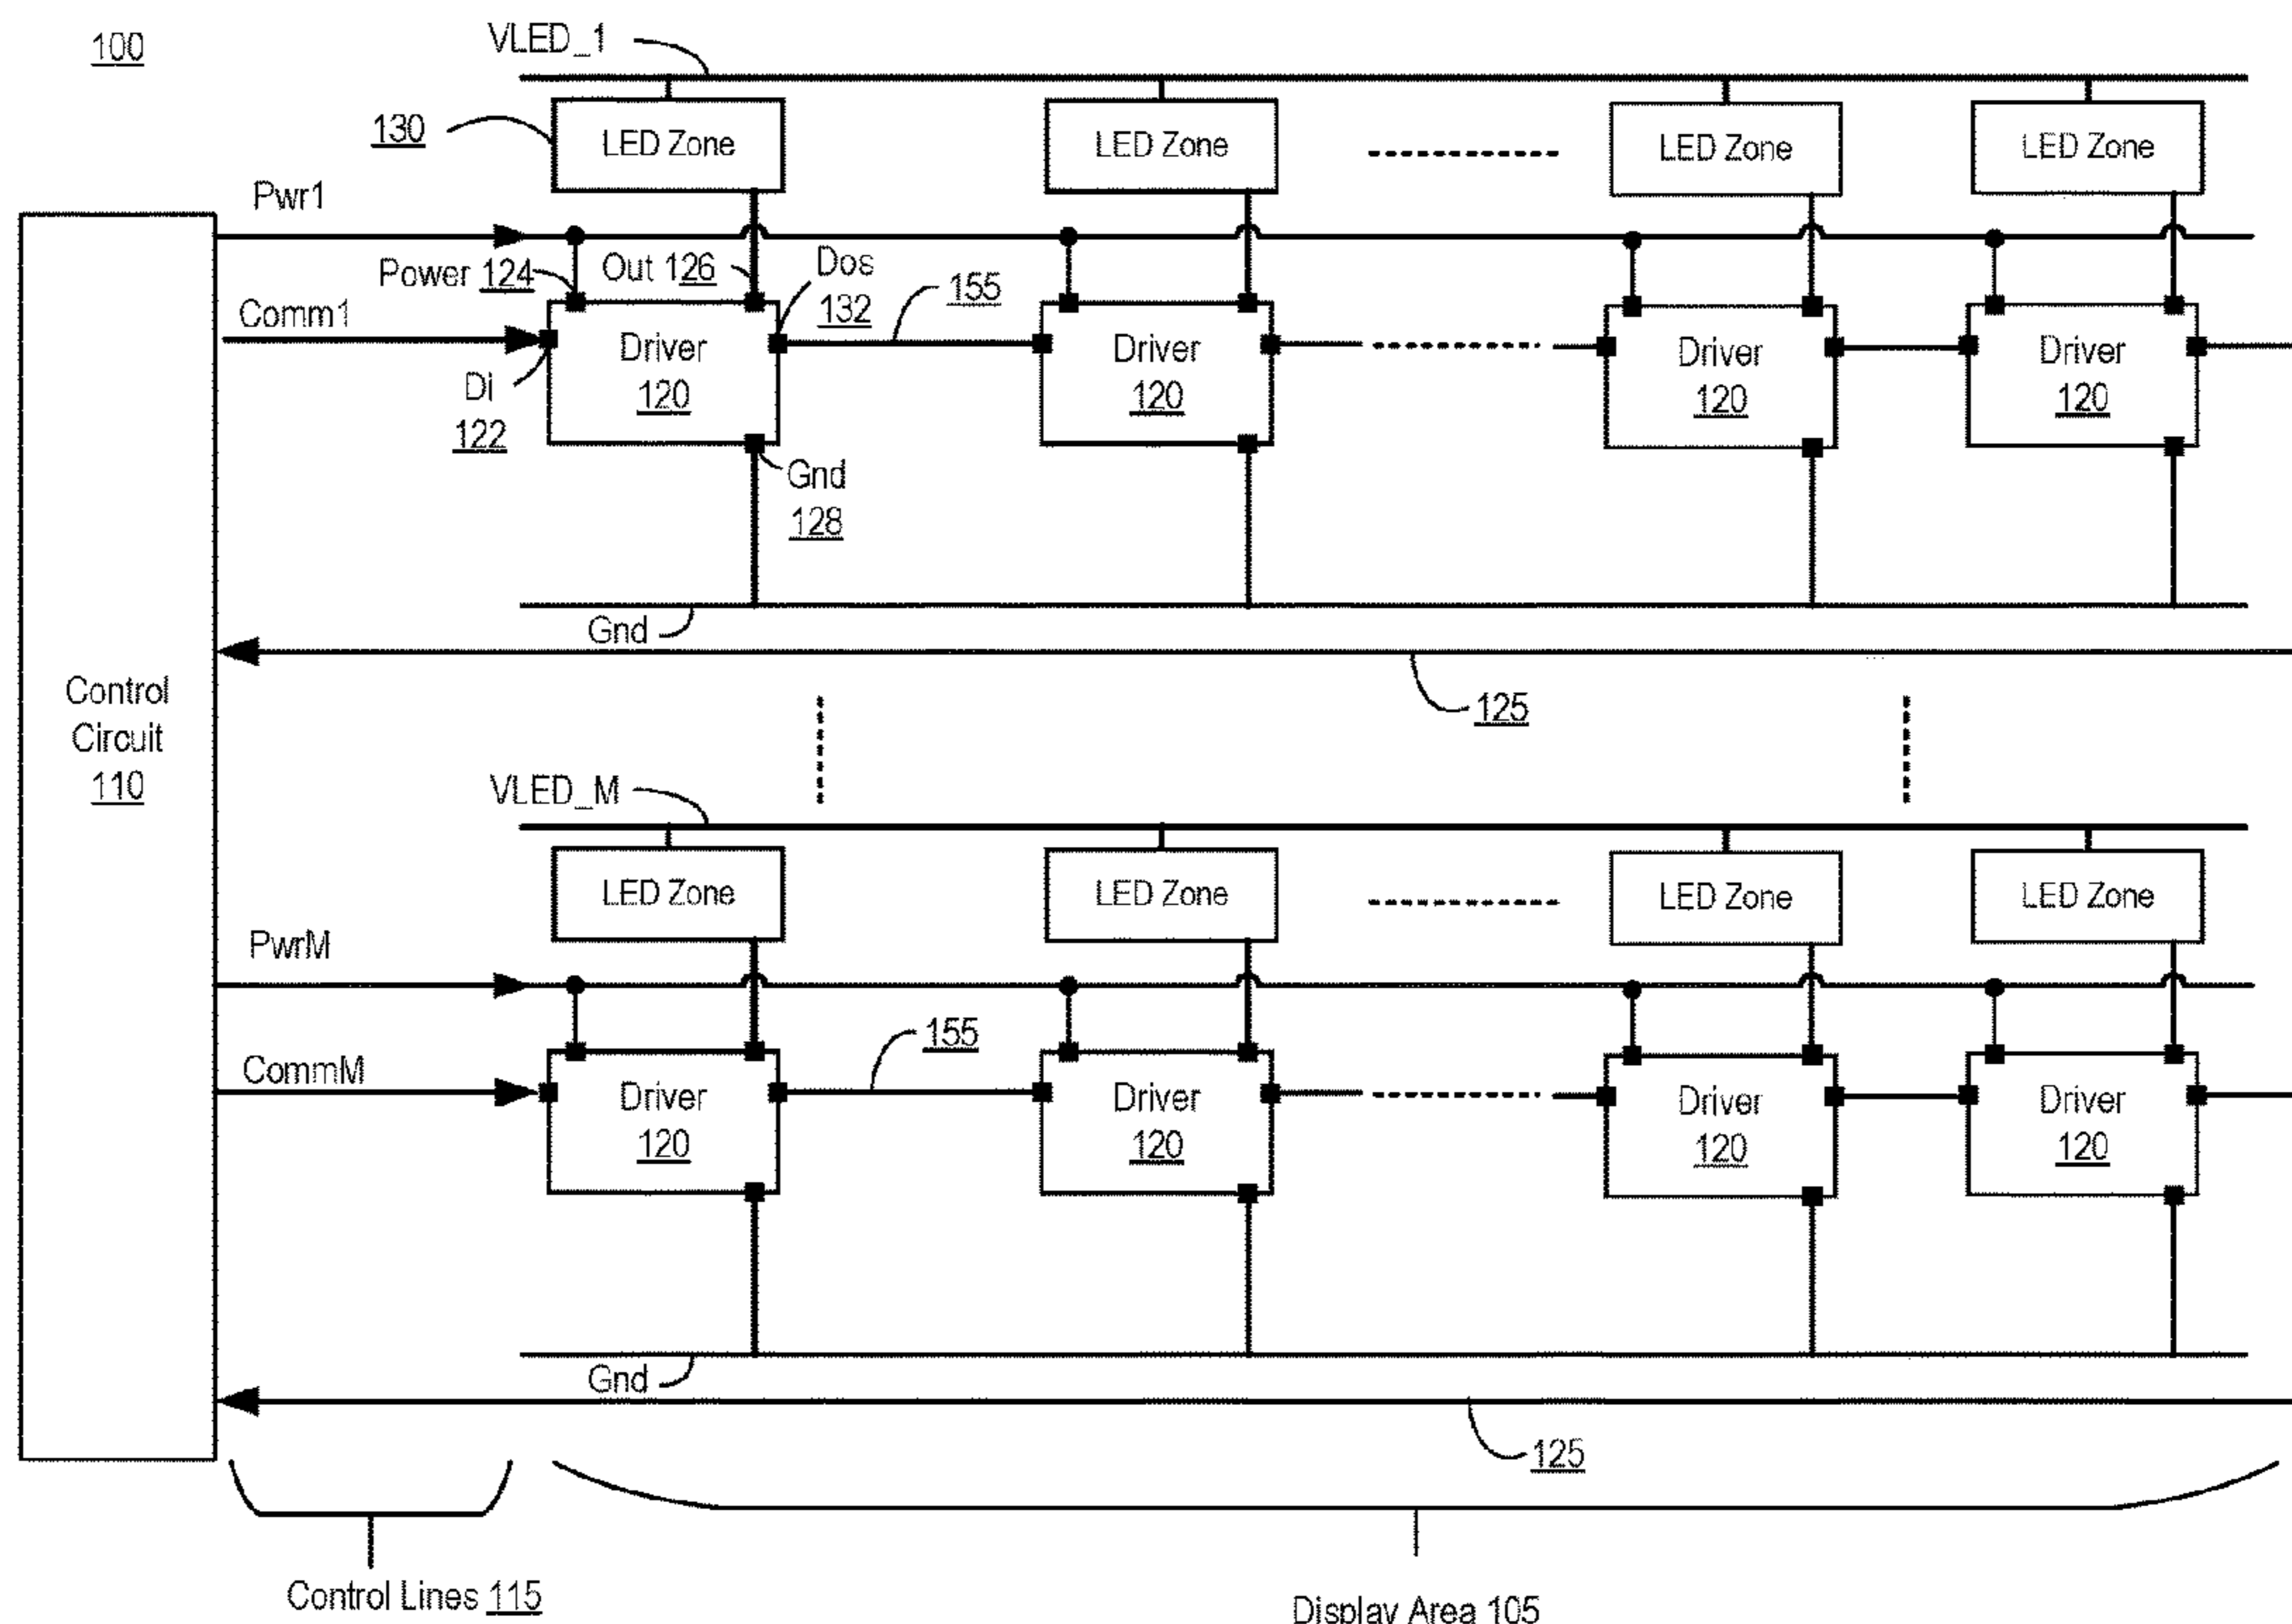 100
VLED_1
130
LED Zone
LED Zone
LED Zone
LED Zone
Pwr1
Power 124
Out 126
Dos
132
155
Comm1
Driver
120
Driver
120
Driver
120
Driver
120
Di
122
Gnd
128
Gnd
125
Control
Circuit
110
VLED_M
LED Zone
LED Zone
LED Zone
LED Zone
PwrM
155
CommM
Driver
120
Driver
120
Driver
120
Driver
120
Gnd
125
Control Lines 115
Display Area 105